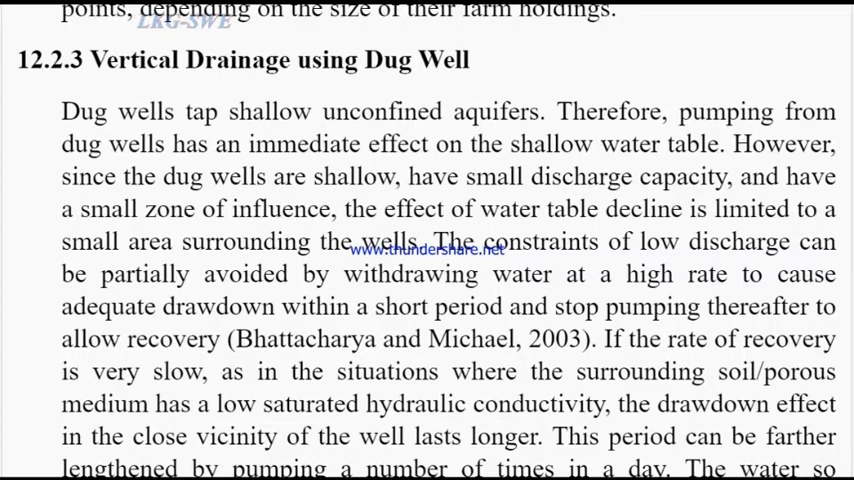 points, depending on the size of their farm holdings.
LKG-SWE
12.2.3 Vertical Drainage using Dug Well
Dug wells tap shallow unconfined aquifers. Therefore, pumping from
dug wells has an immediate effect on the shallow water table. However,
since the dug wells are shallow, have small discharge capacity, and have
a small zone of influence, the effect of water table decline is limited to a
small area surrounding the wells. The constraints of low discharge can
www.thundershare.net
be partially avoided by withdrawing water at a high rate to cause
adequate drawdown within a short period and stop pumping thereafter to
allow recovery (Bhattacharya and Michael, 2003). If the rate of recovery
is very slow, as in the situations where the surrounding soil/porous
medium has a low saturated hydraulic conductivity, the drawdown effect
in the close vicinity of the well lasts longer. This period can be farther
lengthened by pumping a number of times in a day. The water so